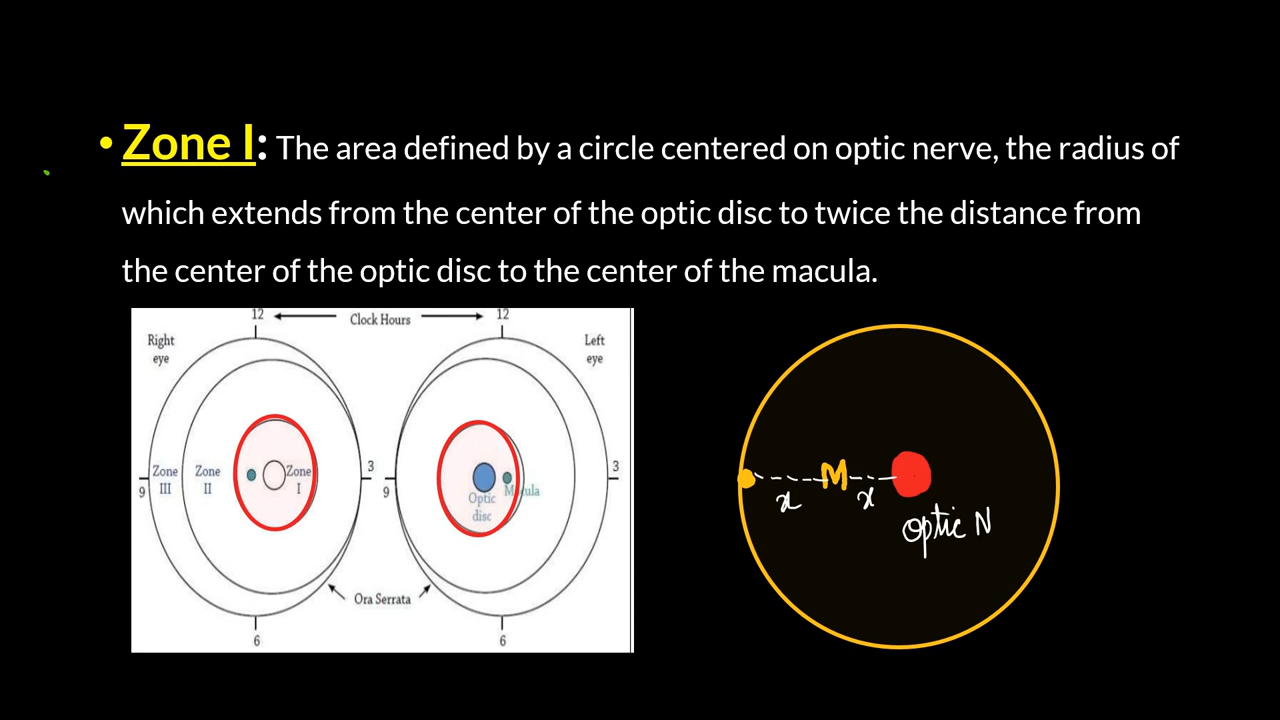 • Zone I: The area defined by a circle centered on optic nerve, the radius of
which extends from the center of the optic disc to twice the distance from
the center of the optic disc to the center of the macula.
12 Clock Hours 12
Right
eye
Left
eye
Zone
III
Zone
II
Zone
I
3
9
9
3
Optic
disc
Macula
Ora Serrata
6
6
M
x
x
optic N